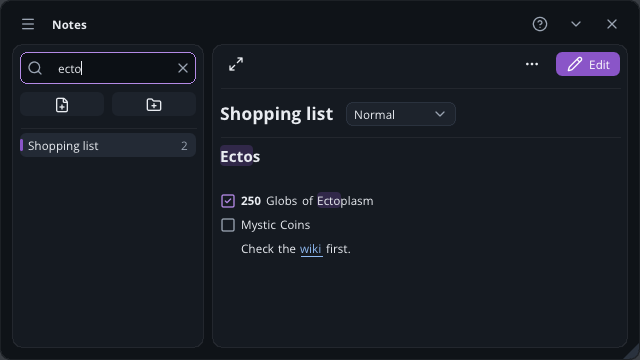 Notes
ecto
Edit
Shopping list
Normal
Shopping list 2
Ectos
250 Globs of Ectoplasm
Mystic Coins
Check the wiki first.